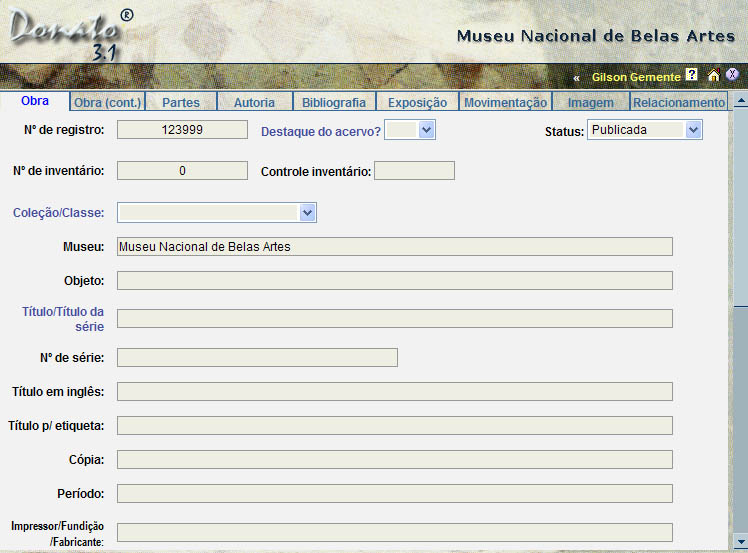 Donato ®
3.1
Museu Nacional de Belas Artes
« Gilson Gemente ? X
Obra Obra (cont.) Partes Autoria Bibliografia Exposição Movimentação Imagem Relacionamento
Nº de registro: 123999 Destaque do acervo? Status: Publicada
Nº de inventário: 0 Controle inventário:
Coleção/Classe:
Museu: Museu Nacional de Belas Artes
Objeto:
Título/Título da
série
Nº de série:
Título em inglês:
Título p/ etiqueta:
Cópia:
Período:
Impressor/Fundição
/Fabricante: